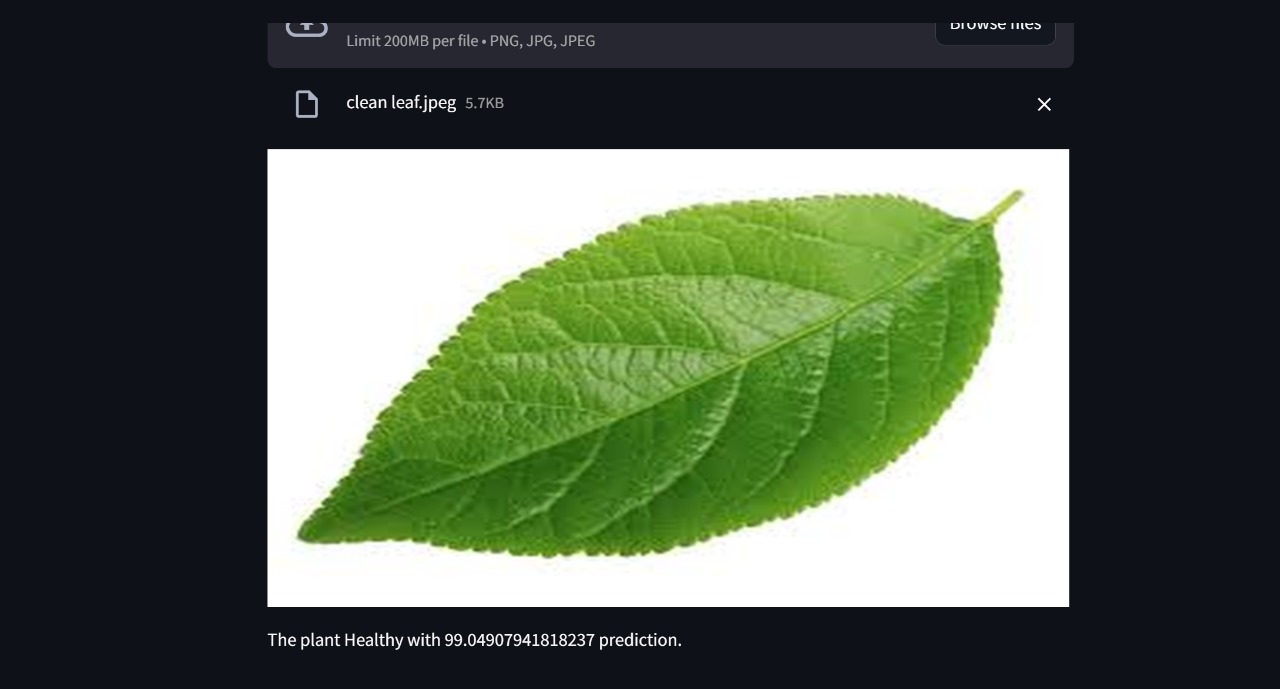 Browse files
Limit 200MB per file • PNG, JPG, JPEG
clean leaf.jpeg 5.7KB
The plant Healthy with 99.04907941818237 prediction.